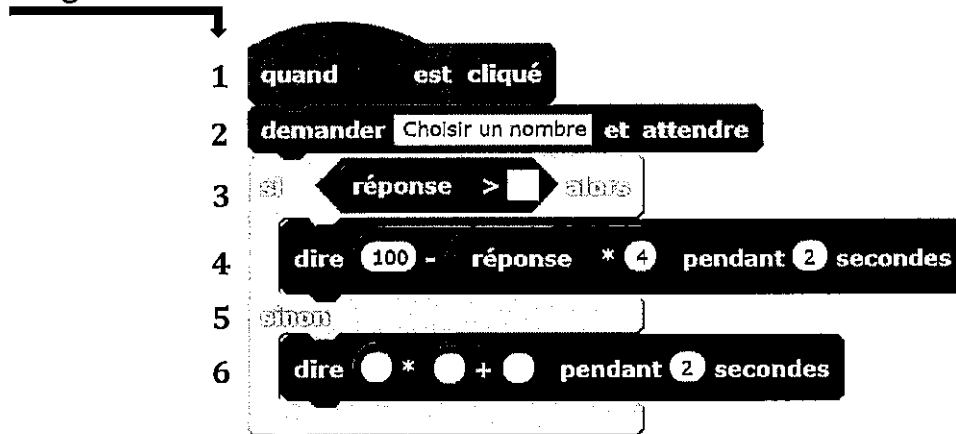 1 quand est cliqué
2 demander Choisir un nombre et attendre
3 si réponse > alors
4 dire 100 - réponse * 4 pendant 2 secondes
5 sinon
6 dire * + pendant 2 secondes